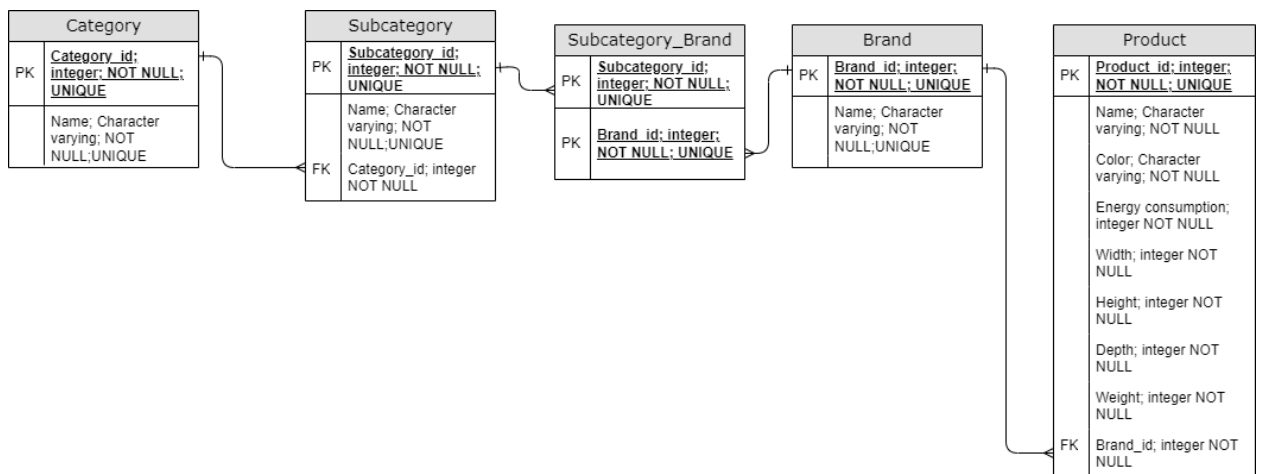 Category
PK
Category_id;
integer; NOT NULL;
UNIQUE
Name; Character
varying; NOT
NULL;UNIQUE
Subcategory
PK
Subcategory_id;
integer; NOT NULL;
UNIQUE
Name; Character
varying; NOT
NULL;UNIQUE
FK
Category_id; integer
NOT NULL
Subcategory_Brand
PK
Subcategory_id;
integer; NOT NULL;
UNIQUE
PK
Brand_id; integer;
NOT NULL; UNIQUE
Brand
PK
Brand_id; integer;
NOT NULL; UNIQUE
Name; Character
varying; NOT
NULL;UNIQUE
Product
PK
Product_id; integer;
NOT NULL; UNIQUE
Name; Character
varying; NOT NULL
Color; Character
varying; NOT NULL
Energy consumption;
integer NOT NULL
Width; integer NOT
NULL
Height; integer NOT
NULL
Depth; integer NOT
NULL
Weight; integer NOT
NULL
FK
Brand_id; integer NOT
NULL